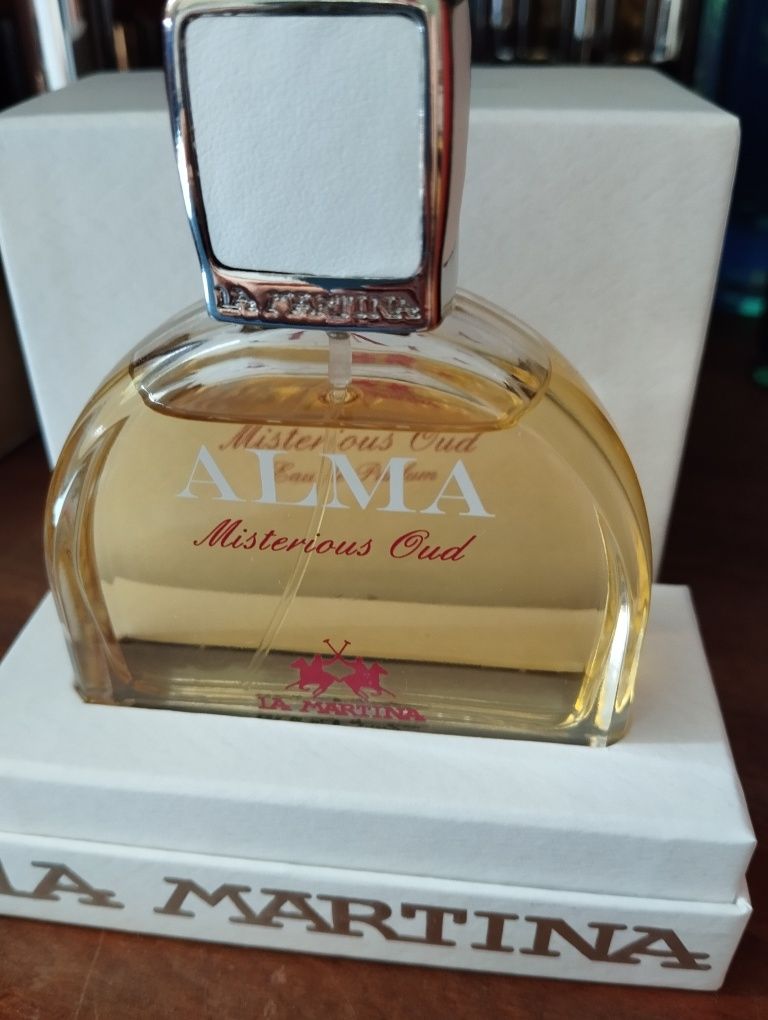 LA MARTINA
Misterious Oud
Eau de Parfum
ALMA
Misterious Oud
LA MARTINA
LA MARTINA